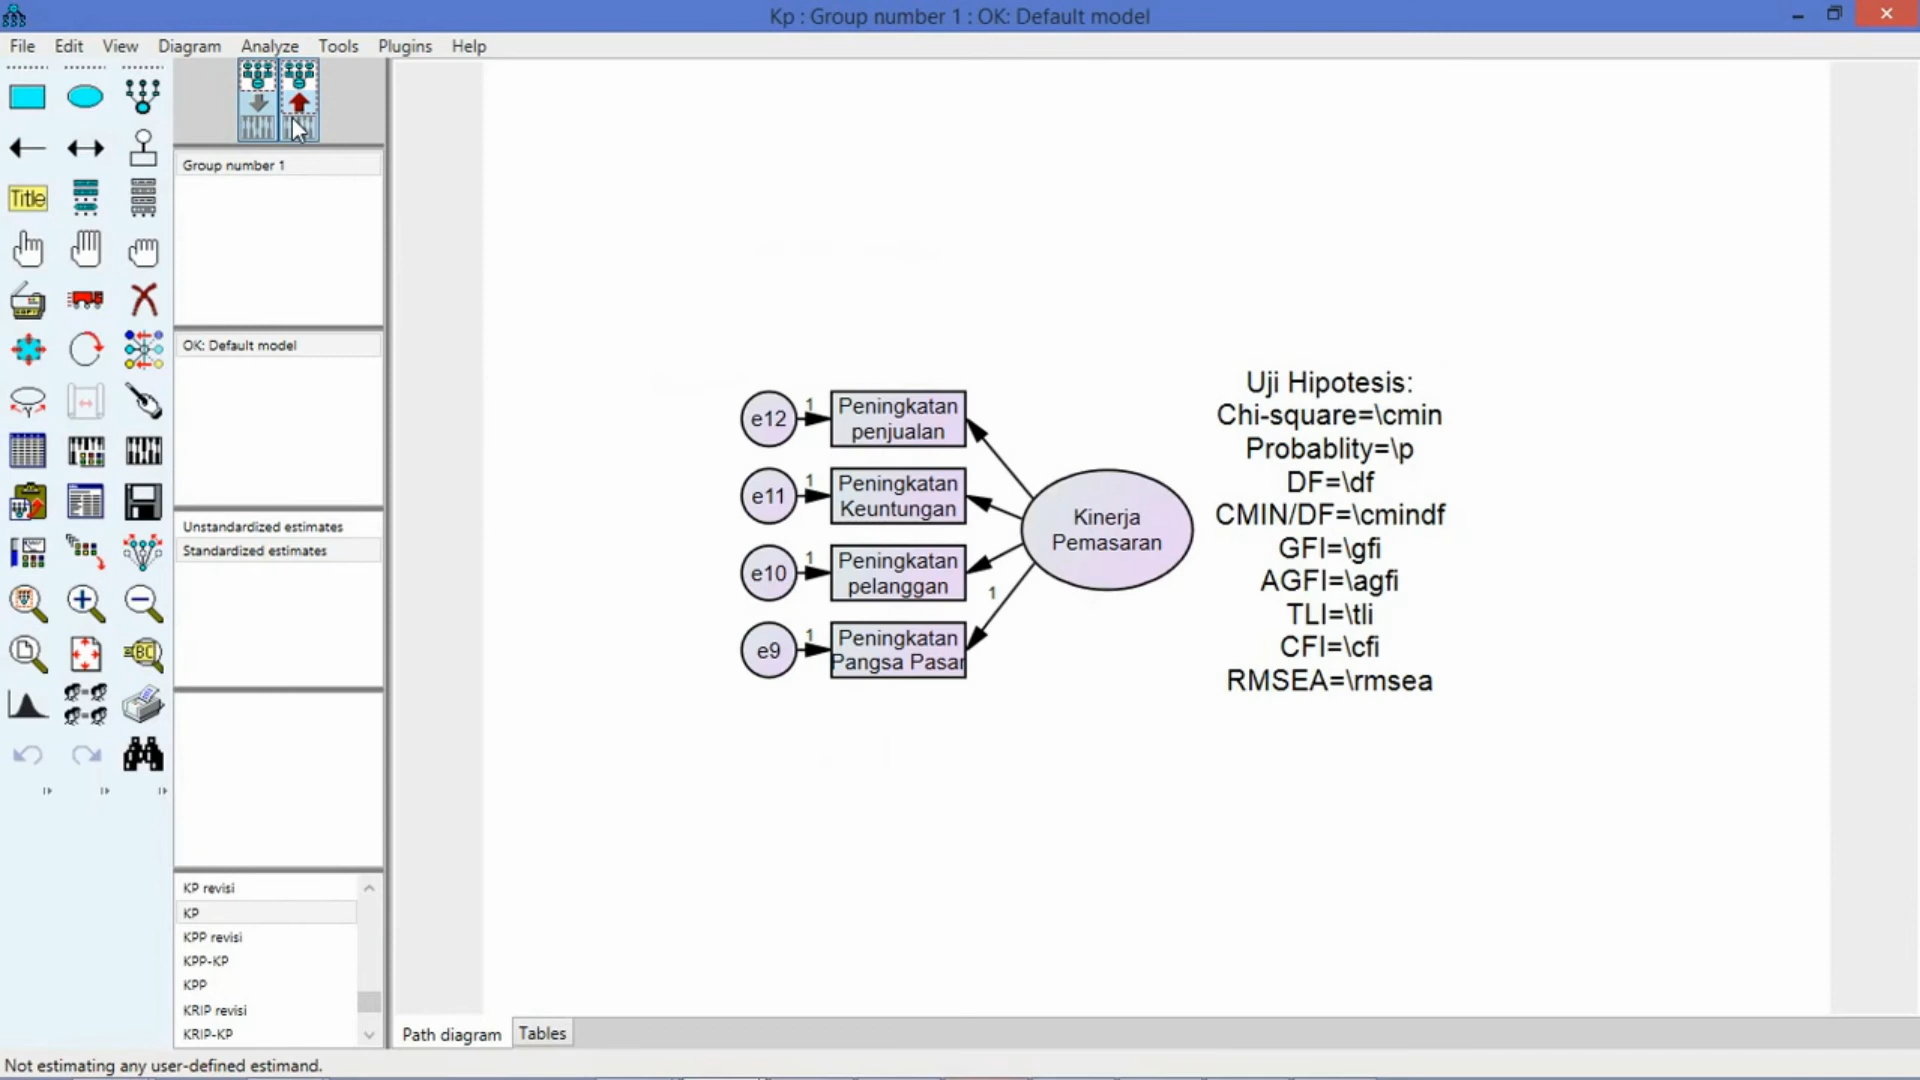 Kp : Group number 1 : OK: Default model
File Edit View Diagram Analyze Tools Plugins Help
Title
Group number 1
OK: Default model
Unstandardized estimates
Standardized estimates
KP revisi
KP
KPP revisi
KPP-KP
KPP
KRIP revisi
KRIP-KP
e12
1
Peningkatan
penjualan
e11
1
Peningkatan
Keuntungan
e10
1
Peningkatan
pelanggan
e9
1
Peningkatan
Pangsa Pasar
1
Kinerja
Pemasaran
Uji Hipotesis:
Chi-square=\cmin
Probablity=\p
DF=\df
CMIN/DF=\cmindf
GFI=\gfi
AGFI=\agfi
TLI=\tli
CFI=\cfi
RMSEA=\rmsea
Path diagram Tables
Not estimating any user-defined estimand.